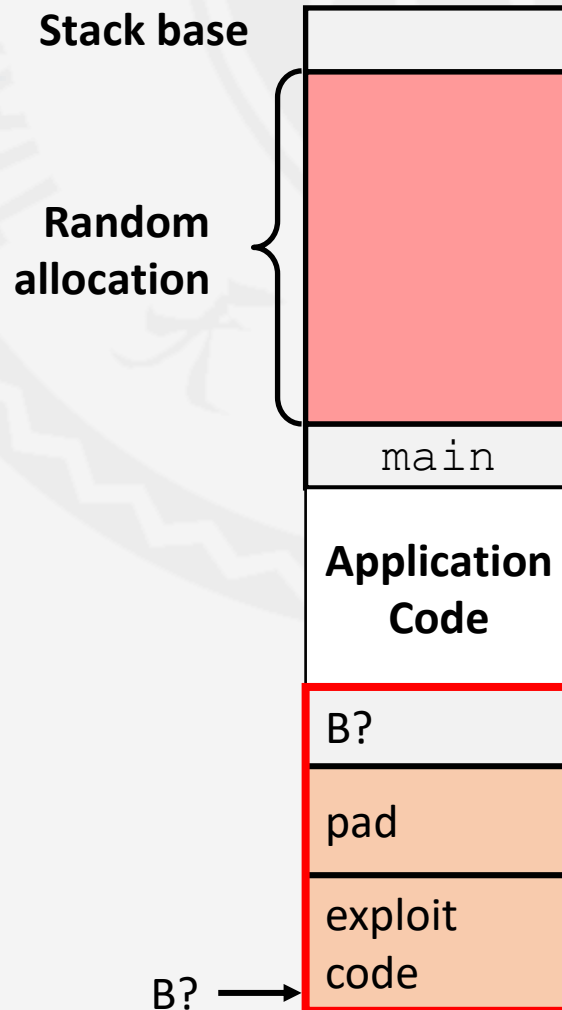 Stack base
Random
allocation
main
Application
Code
B?
pad
exploit
code
B?